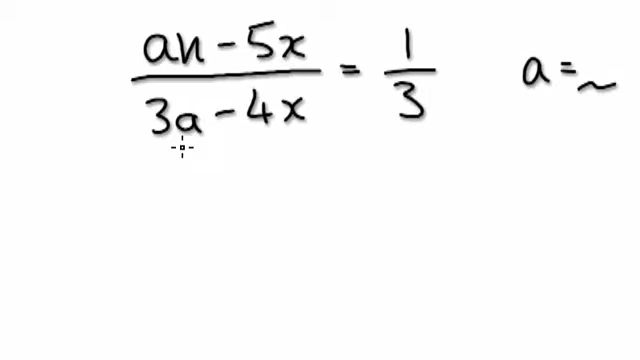 an - 5x / 3a - 4x = 1 / 3 a = ~